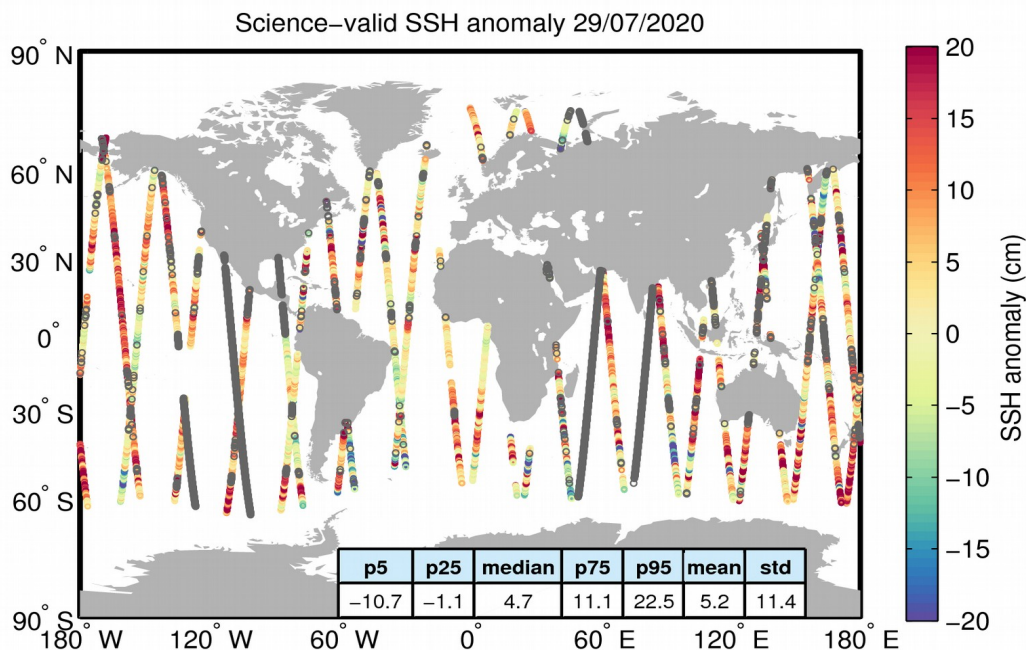 Science−valid SSH anomaly 29/07/2020
90° N
60° N
30° N
0°
30° S
60° S
90° S
180° W
120° W
60° W
0°
60° E
120° E
180° E
p5 p25 median p75 p95 mean std
−10.7 −1.1 4.7 11.1 22.5 5.2 11.4
20
15
10
5
0
−5
−10
−15
−20
SSH anomaly (cm)